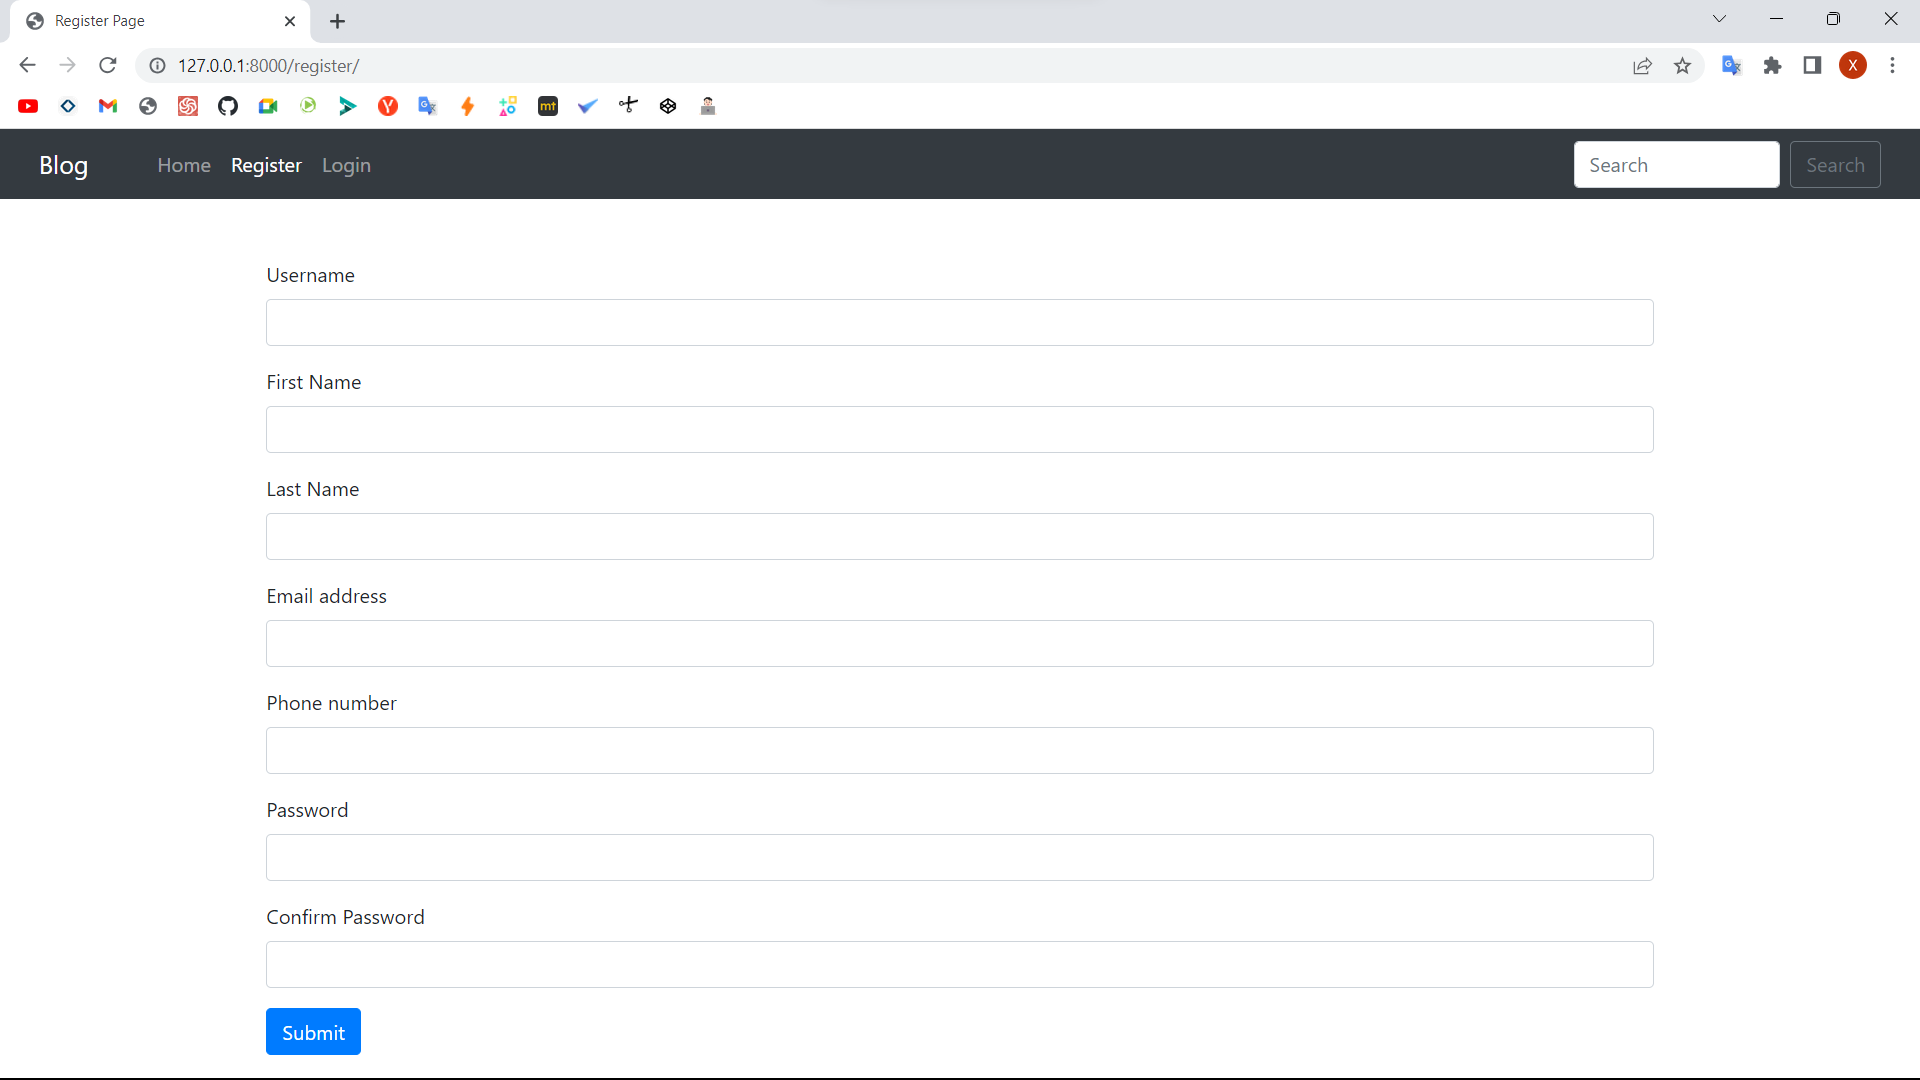 Register Page
127.0.0.1:8000/register/
X
mt
Blog Home Register Login Search Search
Username
First Name
Last Name
Email address
Phone number
Password
Confirm Password
Submit